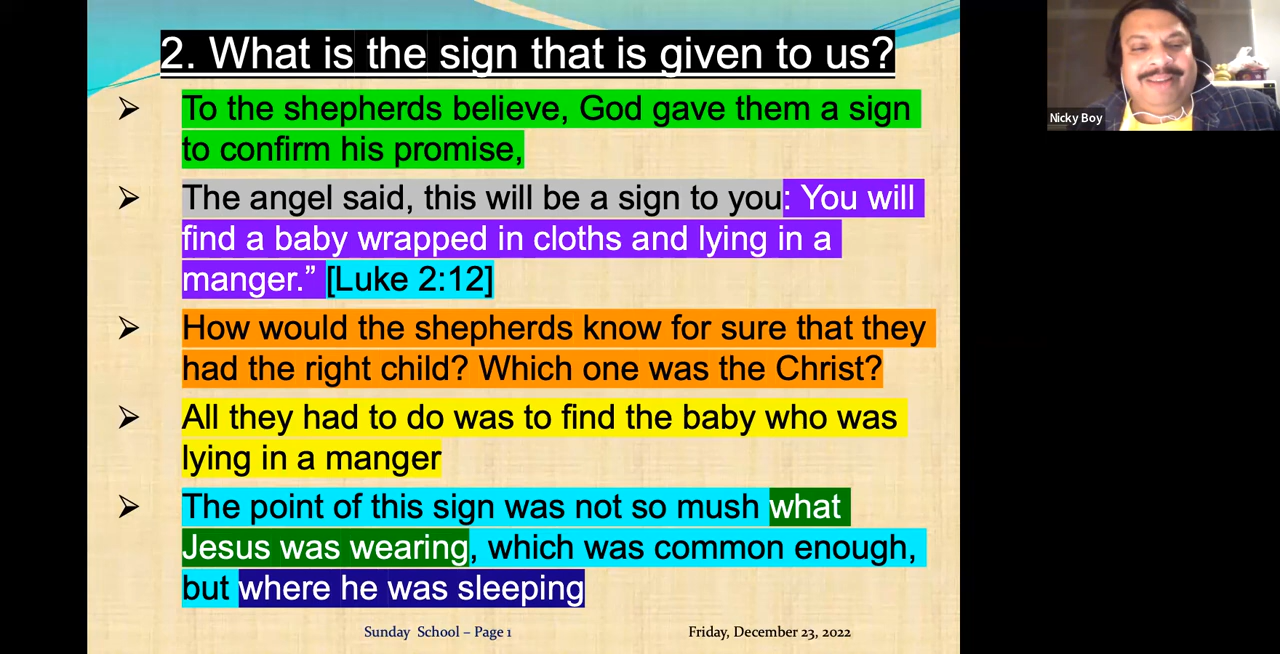 2. What is the sign that is given to us?
➢ To the shepherds believe, God gave them a sign
to confirm his promise,
➢ The angel said, this will be a sign to you: You will
find a baby wrapped in cloths and lying in a
manger.” [Luke 2:12]
➢ How would the shepherds know for sure that they
had the right child? Which one was the Christ?
➢ All they had to do was to find the baby who was
lying in a manger
➢ The point of this sign was not so mush what
Jesus was wearing, which was common enough,
but where he was sleeping
Sunday School – Page 1
Friday, December 23, 2022
Nicky Boy